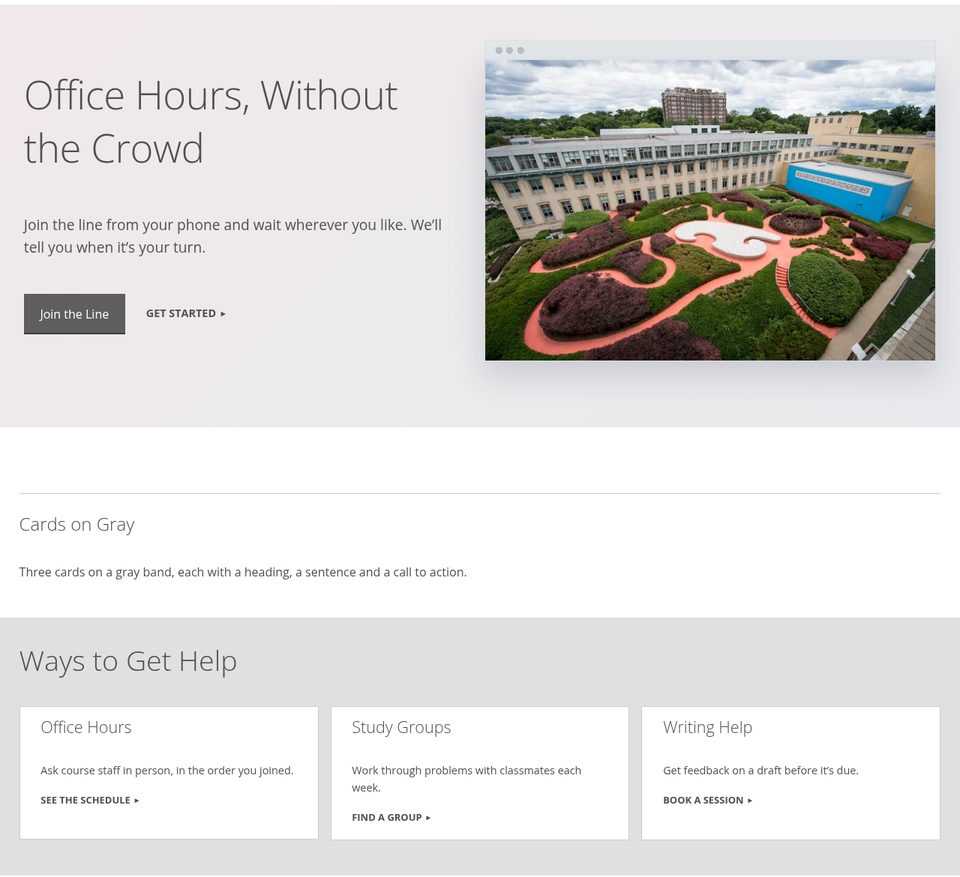 Office Hours, Without
the Crowd
Join the line from your phone and wait wherever you like. We’ll
tell you when it’s your turn.
Join the Line
GET STARTED ▸
Cards on Gray
Three cards on a gray band, each with a heading, a sentence and a call to action.
Ways to Get Help
Office Hours
Ask course staff in person, in the order you joined.
SEE THE SCHEDULE ▸
Study Groups
Work through problems with classmates each
week.
FIND A GROUP ▸
Writing Help
Get feedback on a draft before it’s due.
BOOK A SESSION ▸